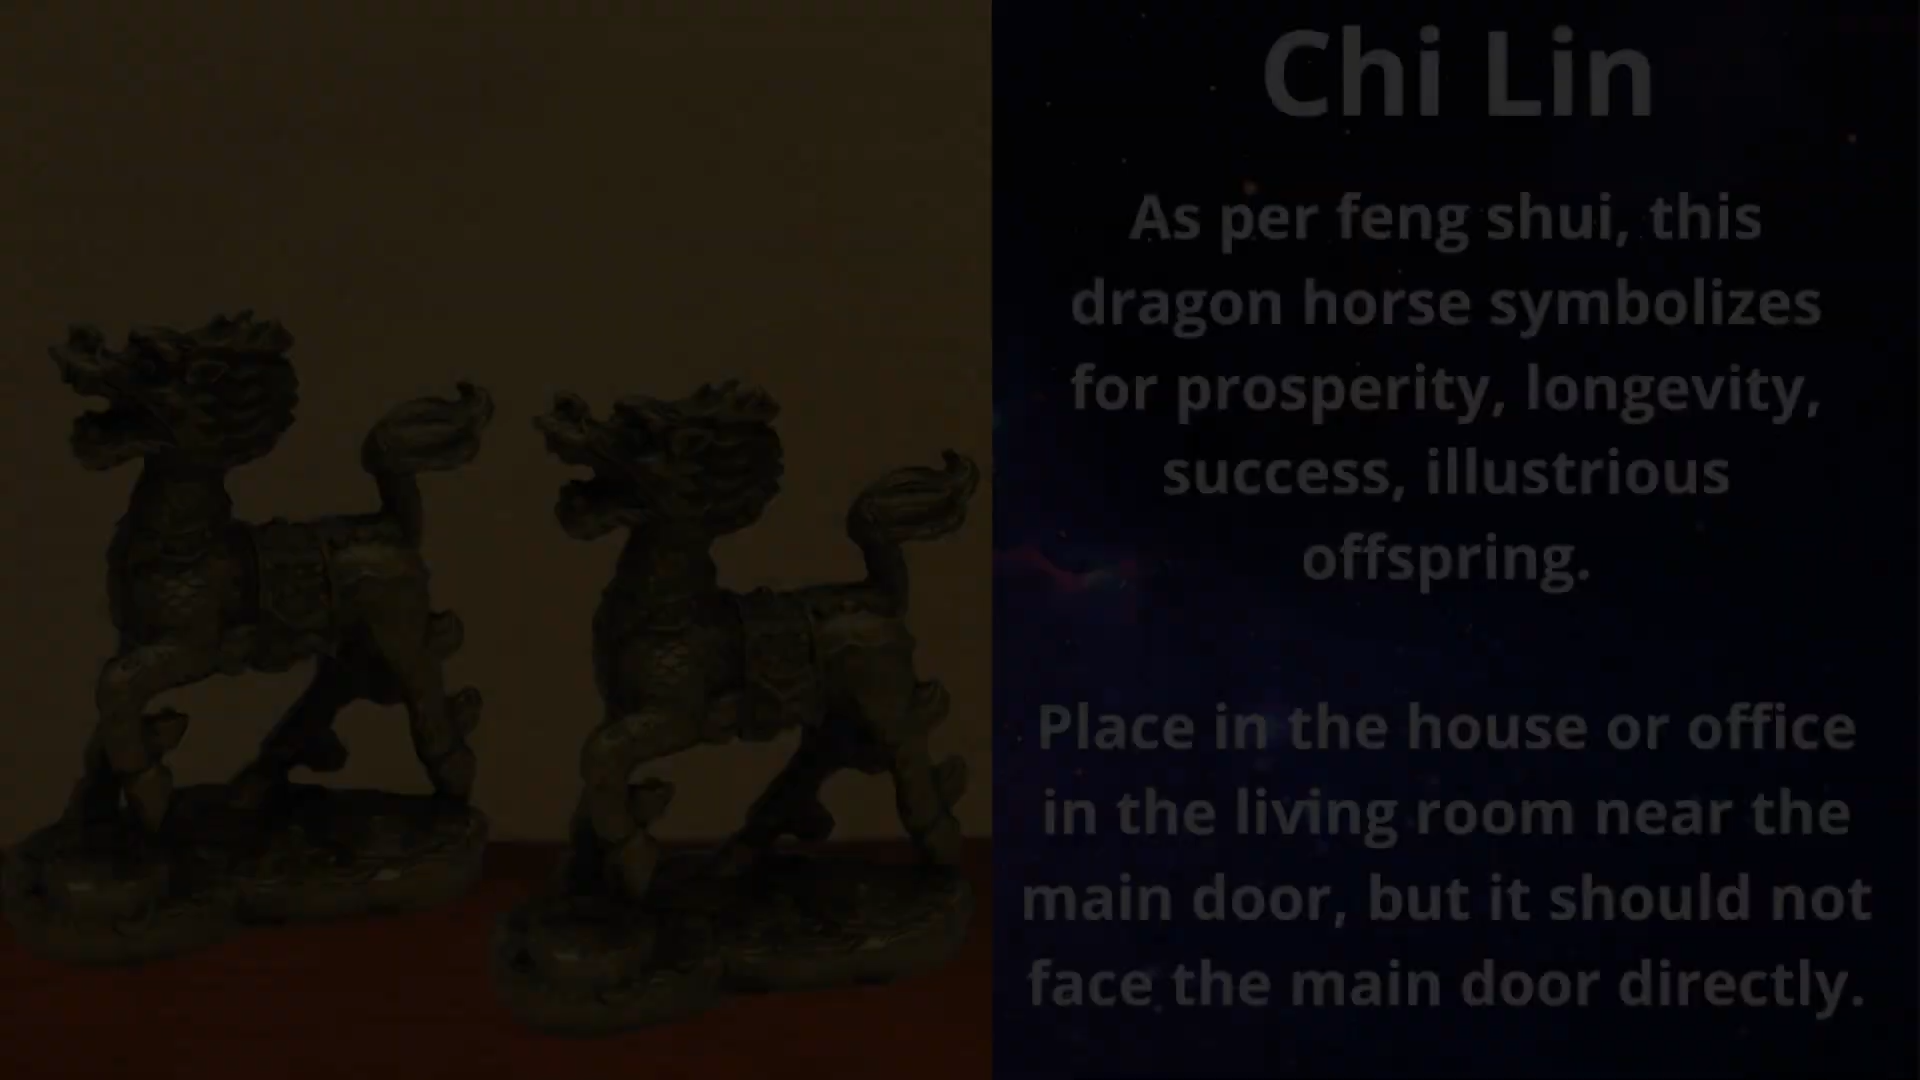 Chi Lin
As per feng shui, this
dragon horse symbolizes
for prosperity, longevity,
success, illustrious
offspring.
Place in the house or office
in the living room near the
main door, but it should not
face the main door directly.